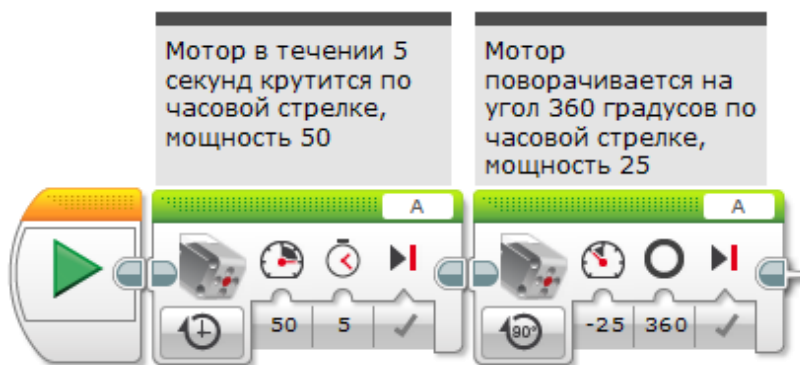 Мотор в течении 5
секунд крутится по
часовой стрелке,
мощность 50
Мотор
поворачивается на
угол 360 градусов по
часовой стрелке,
мощность 25
A
A
50 5
90°
-25 360